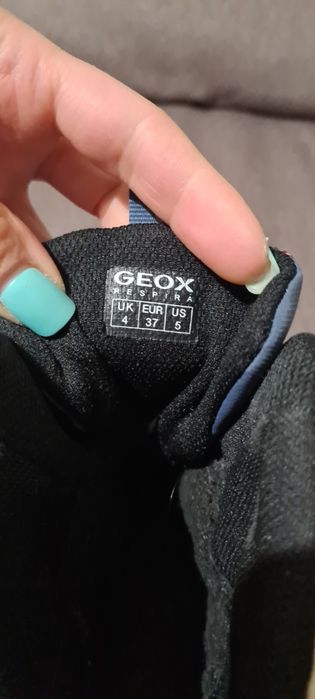 GEOX
RESPIRA
UK EUR US
4 37 5